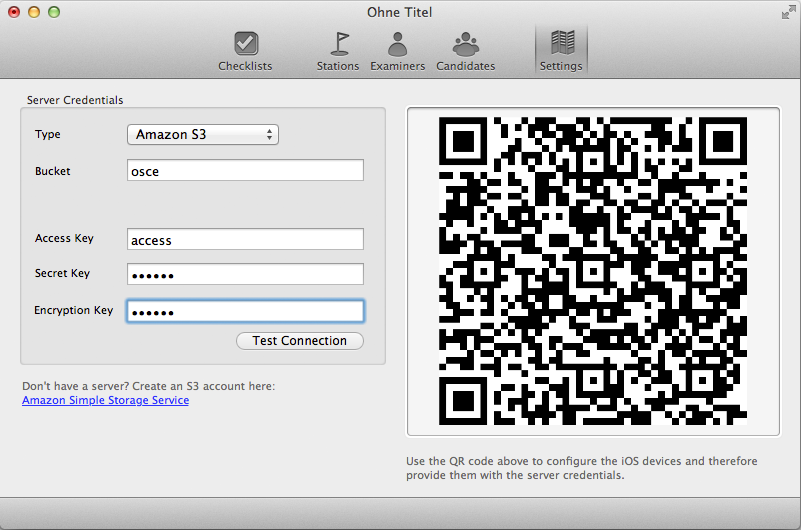 Ohne Titel
Checklists
Stations
Examiners
Candidates
Settings
Server Credentials
Type
Amazon S3
Bucket
osce
Access Key
access
Secret Key
••••••
Encryption Key
••••••
Test Connection
Don't have a server? Create an S3 account here:
Amazon Simple Storage Service
Use the QR code above to configure the iOS devices and therefore
provide them with the server credentials.